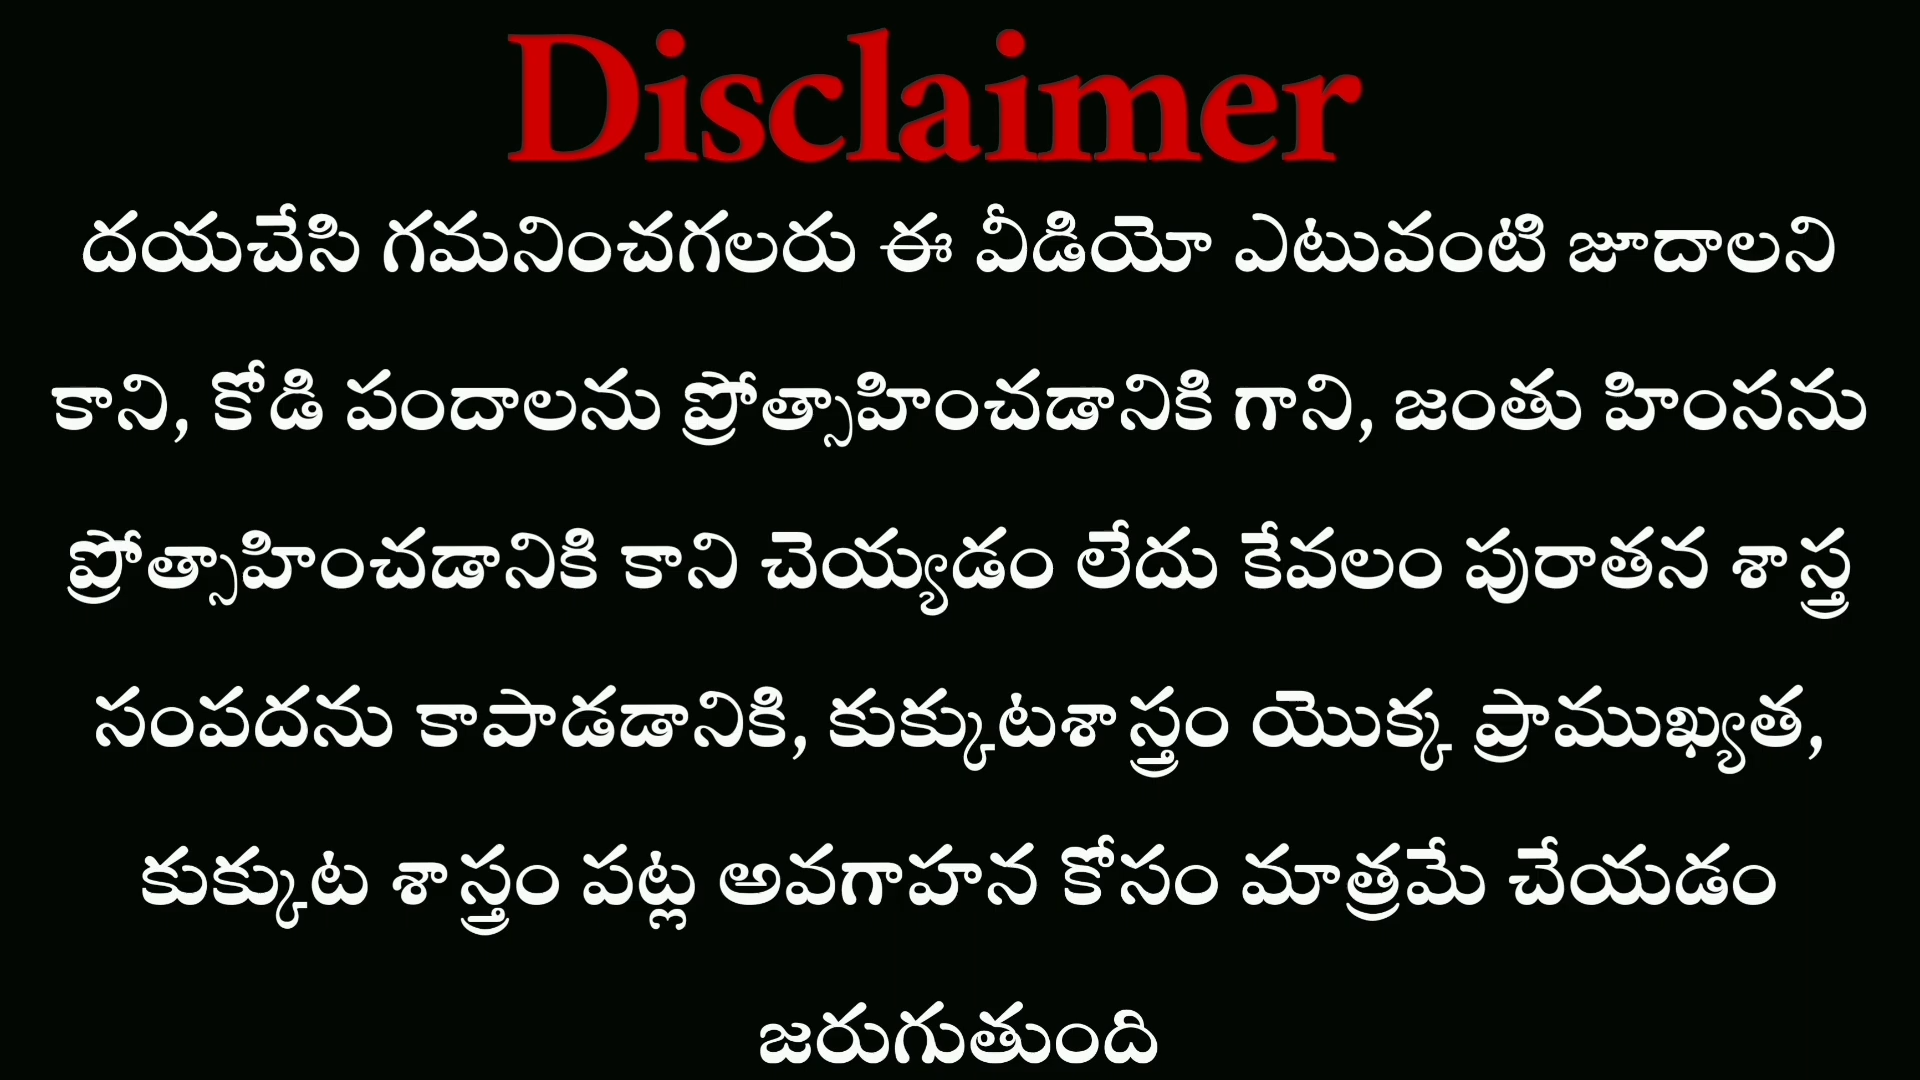 Disclaimer
దయచేసి గమనించగలరు ఈ వీడియో ఎటువంటి జూదాలని
కాని, కోడి పందాలను ప్రోత్సాహించడానికి గాని, జంతు హింసను
ప్రోత్సాహించడానికి కాని చెయ్యడం లేదు కేవలం పురాతన శాస్త్ర
సంపదను కాపాడడానికి, కుక్కుటశాస్త్రం యొక్క ప్రాముఖ్యత,
కుక్కుట శాస్త్రం పట్ల అవగాహన కోసం మాత్రమే చేయడం
జరుగుతుంది